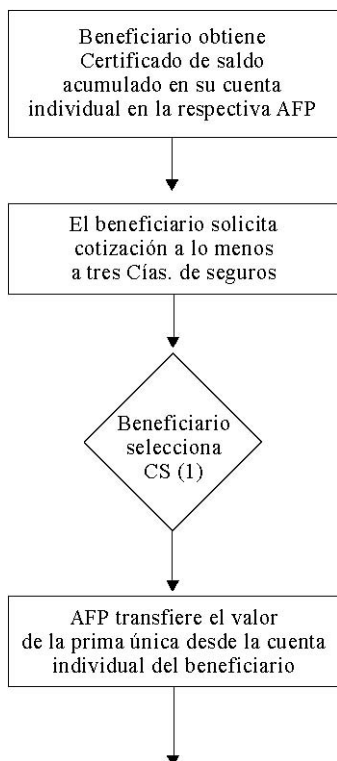 Beneficiario obtiene
Certificado de saldo
acumulado en su cuenta
individual en la respectiva AFP
El beneficiario solicita
cotización a lo menos
a tres Cías. de seguros
Beneficiario
selecciona
CS (1)
AFP transfiere el valor
de la prima única desde la cuenta
individual del beneficiario